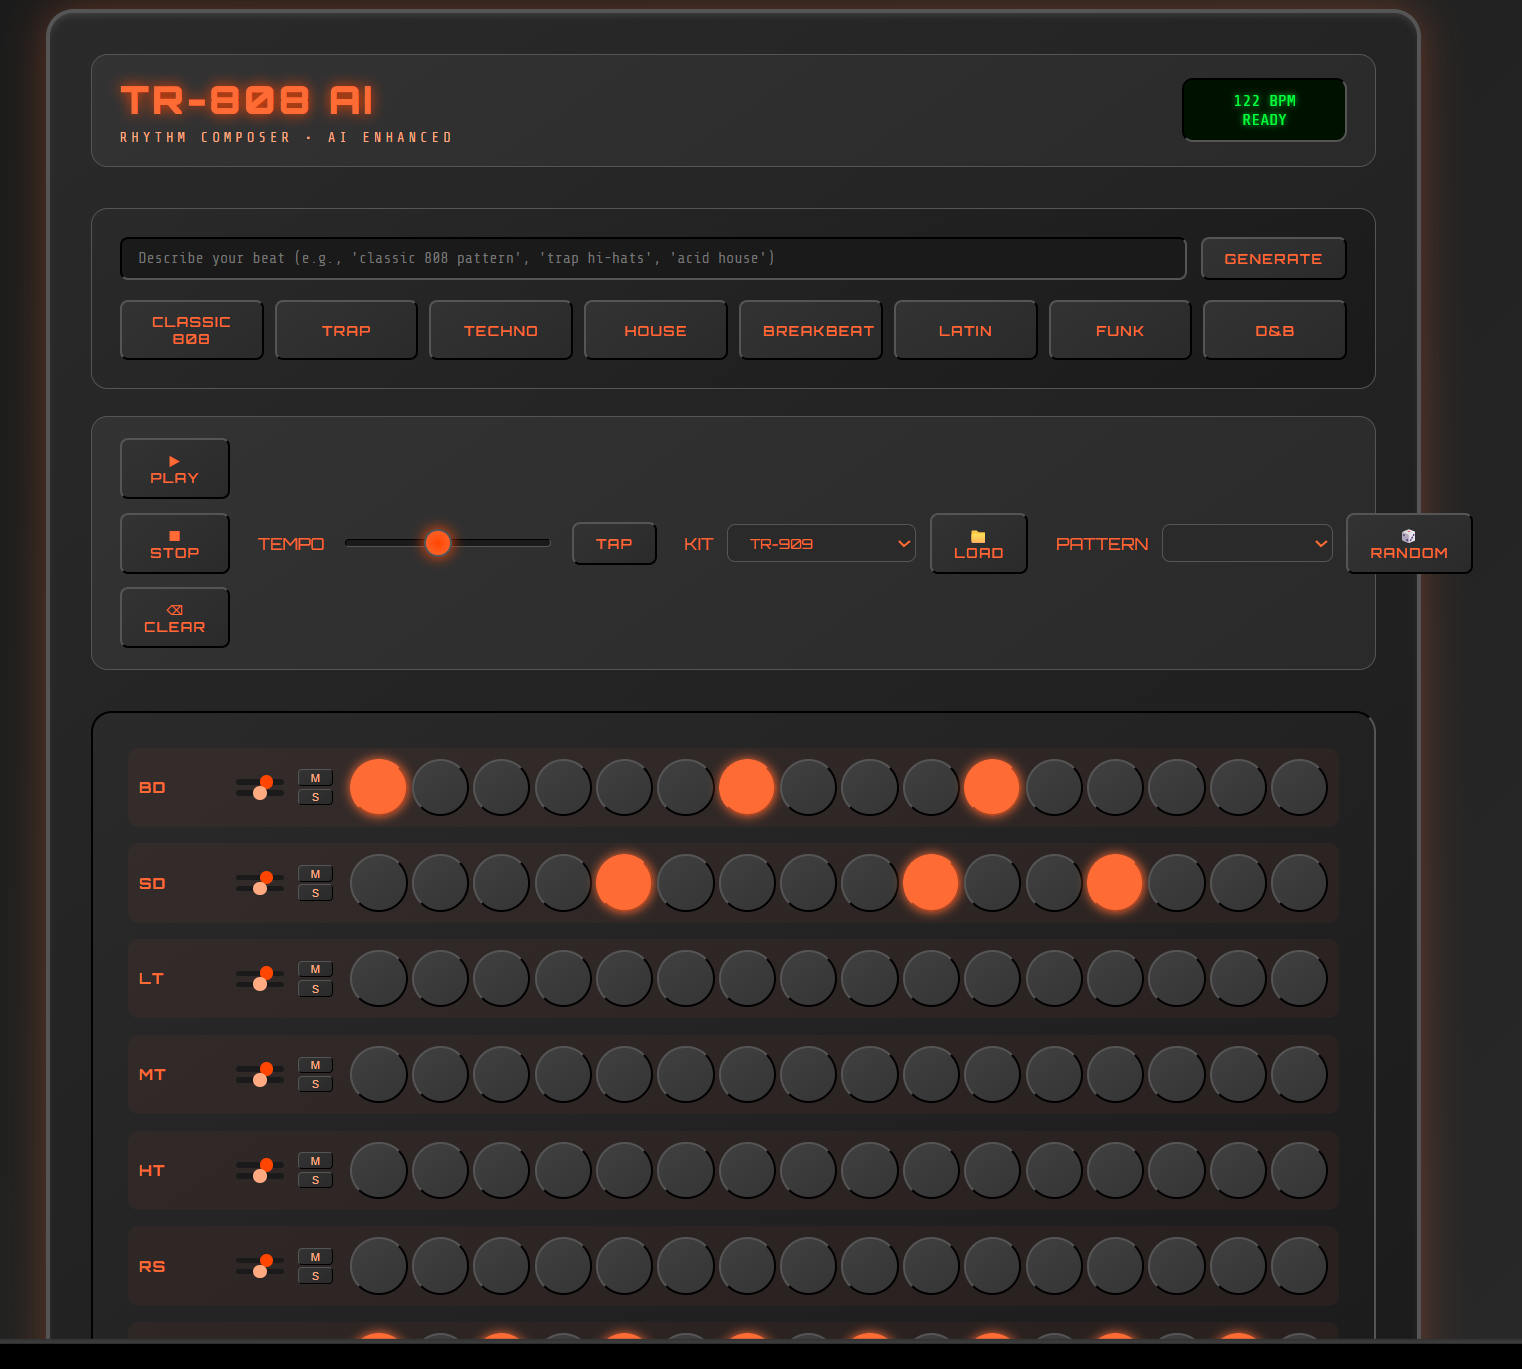 TR-808 AI
RHYTHM COMPOSER · AI ENHANCED
122 BPM
READY
Describe your beat (e.g., 'classic 808 pattern', 'trap hi-hats', 'acid house')
GENERATE
CLASSIC
808
TRAP
TECHNO
HOUSE
BREAKBEAT
LATIN
FUNK
D&B
PLAY
STOP
CLEAR
TEMPO
TAP
KIT
TR-909
LOAD
PATTERN
RANDOM
BD
M
S
SD
M
S
LT
M
S
MT
M
S
HT
M
S
RS
M
S